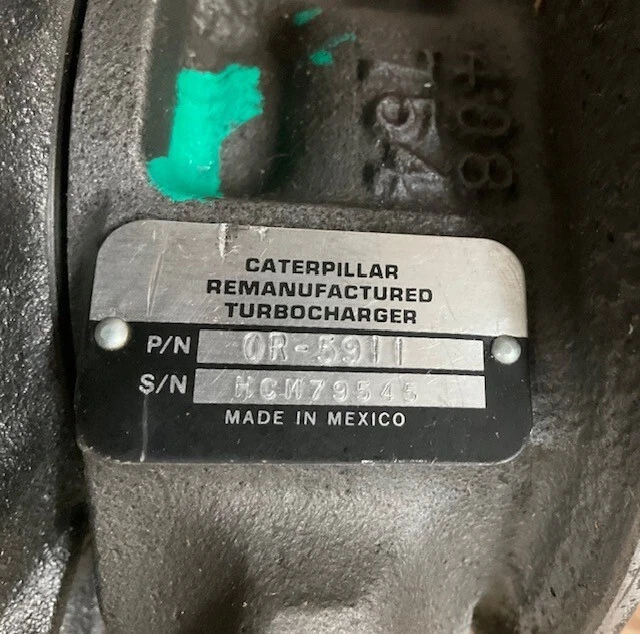 CATERPILLAR
REMANUFACTURED
TURBOCHARGER
P/N 0R-5911
S/N HCM79545
MADE IN MEXICO